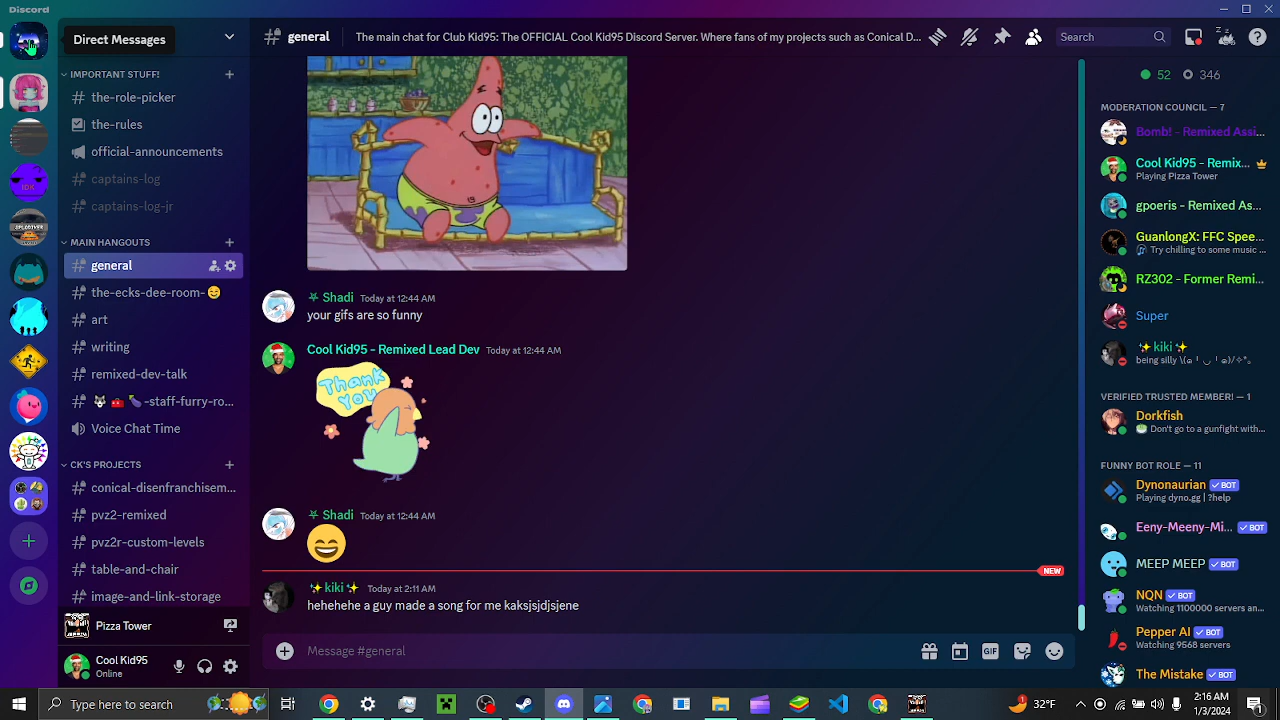 Discord
Direct Messages
IMPORTANT STUFF!
the-role-picker
the-rules
official-announcements
captains-log
captains-log-jr
MAIN HANGOUTS
general
the-ecks-dee-room-😊
art
writing
remixed-dev-talk
🐺🧰🍆-staff-furry-ro...
Voice Chat Time
CK'S PROJECTS
conical-disenfranchisem...
pvz2-remixed
pvz2r-custom-levels
table-and-chair
image-and-link-storage
Pizza Tower
Cool Kid95
Online
general
The main chat for Club Kid95: The OFFICIAL Cool Kid95 Discord Server. Where fans of my projects such as Conical D...
Search
Shadi Today at 12:44 AM
your gifs are so funny
Cool Kid95 - Remixed Lead Dev Today at 12:44 AM
Thank
You
Shadi Today at 12:44 AM
NEW
✨kiki✨ Today at 2:11 AM
hehehehe a guy made a song for me kaksjsjdjsjene
Message #general
GIF
52 346
MODERATION COUNCIL — 7
Bomb! - Remixed Assi...
Cool Kid95 - Remix...
Playing Pizza Tower
gpoeris - Remixed As...
GuanlongX: FFC Spee...
Try chilling to some music ...
RZ302 - Former Remi...
Super
✨kiki✨
VERIFIED TRUSTED MEMBER! — 1
Dorkfish
Don't go to a gunfight with...
FUNNY BOT ROLE — 11
Dynonaurian BOT
Playing dyno.gg | ?help
Eeny-Meeny-Mi... BOT
MEEP MEEP BOT
NQN BOT
Watching 1100000 servers an...
Pepper AI BOT
Watching 9568 servers
The Mistake BOT
IDK
Type here to search
33°F
2:16 AM
1/3/2024